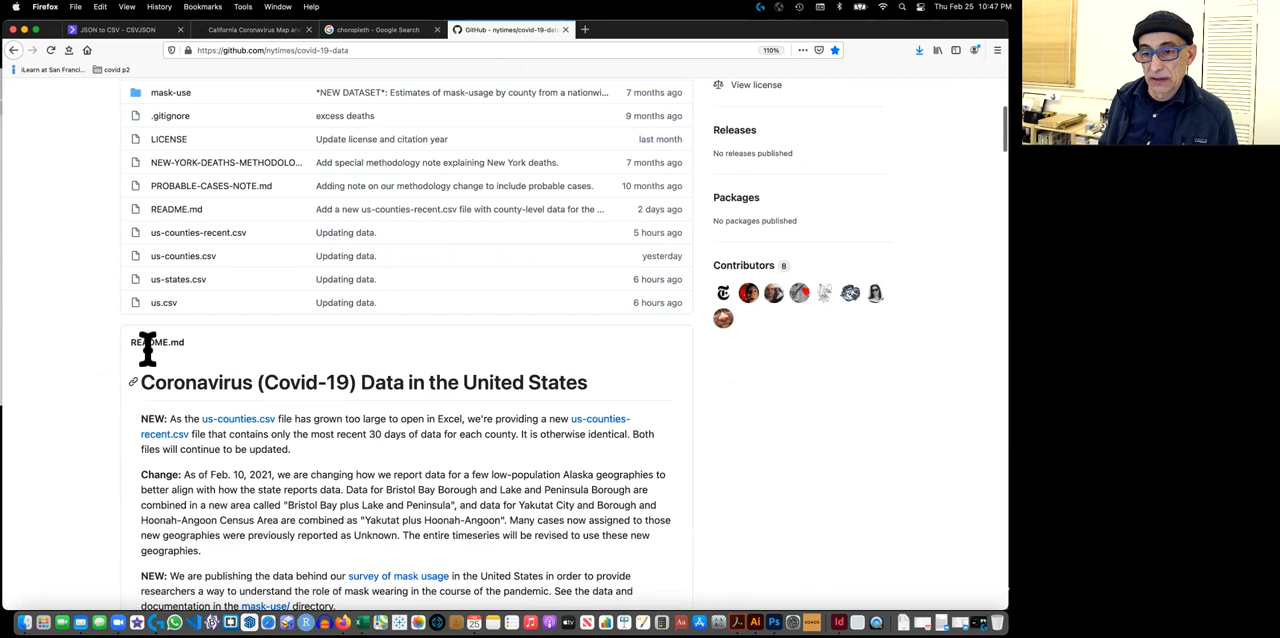 Firefox File Edit View History Bookmarks Tools Window Help Thu Feb 25 10:47 PM
JSON to CSV - CSVJSON California Coronavirus Map an choropleth - Google Search GitHub - nytimes/covid-19-data
https://github.com/nytimes/covid-19-data 110%
iLearn at San Franci... covid p2
mask-use *NEW DATASET*: Estimates of mask-usage by county from a nationwi... 7 months ago
View license
.gitignore excess deaths 9 months ago
Releases
LICENSE Update license and citation year last month
No releases published
NEW-YORK-DEATHS-METHODOLO... Add special methodology note explaining New York deaths. 7 months ago
PROBABLE-CASES-NOTE.md Adding note on our methodology change to include probable cases. 10 months ago
Packages
README.md Add a new us-counties-recent.csv file with county-level data for the ... 2 days ago
No packages published
us-counties-recent.csv Updating data. 5 hours ago
us-counties.csv Updating data. yesterday
Contributors 8
us-states.csv Updating data. 6 hours ago
us.csv Updating data. 6 hours ago
README.md
Coronavirus (Covid-19) Data in the United States
NEW: As the us-counties.csv file has grown too large to open in Excel, we're providing a new us-counties-
recent.csv file that contains only the most recent 30 days of data for each county. It is otherwise identical. Both
files will continue to be updated.
Change: As of Feb. 10, 2021, we are changing how we report data for a few low-population Alaska geographies to
better align with how the state reports data. Data for Bristol Bay Borough and Lake and Peninsula Borough are
combined in a new area called "Bristol Bay plus Lake and Peninsula", and data for Yakutat City and Borough and
Hoonah-Angoon Census Area are combined as "Yakutat plus Hoonah-Angoon". Many cases now assigned to those
new geographies were previously reported as Unknown. The entire timeseries will be revised to use these new
geographies.
NEW: We are publishing the data behind our survey of mask usage in the United States in order to provide
researchers a way to understand the role of mask wearing in the course of the pandemic. See the data and
documentation in the mask-use/ directory.